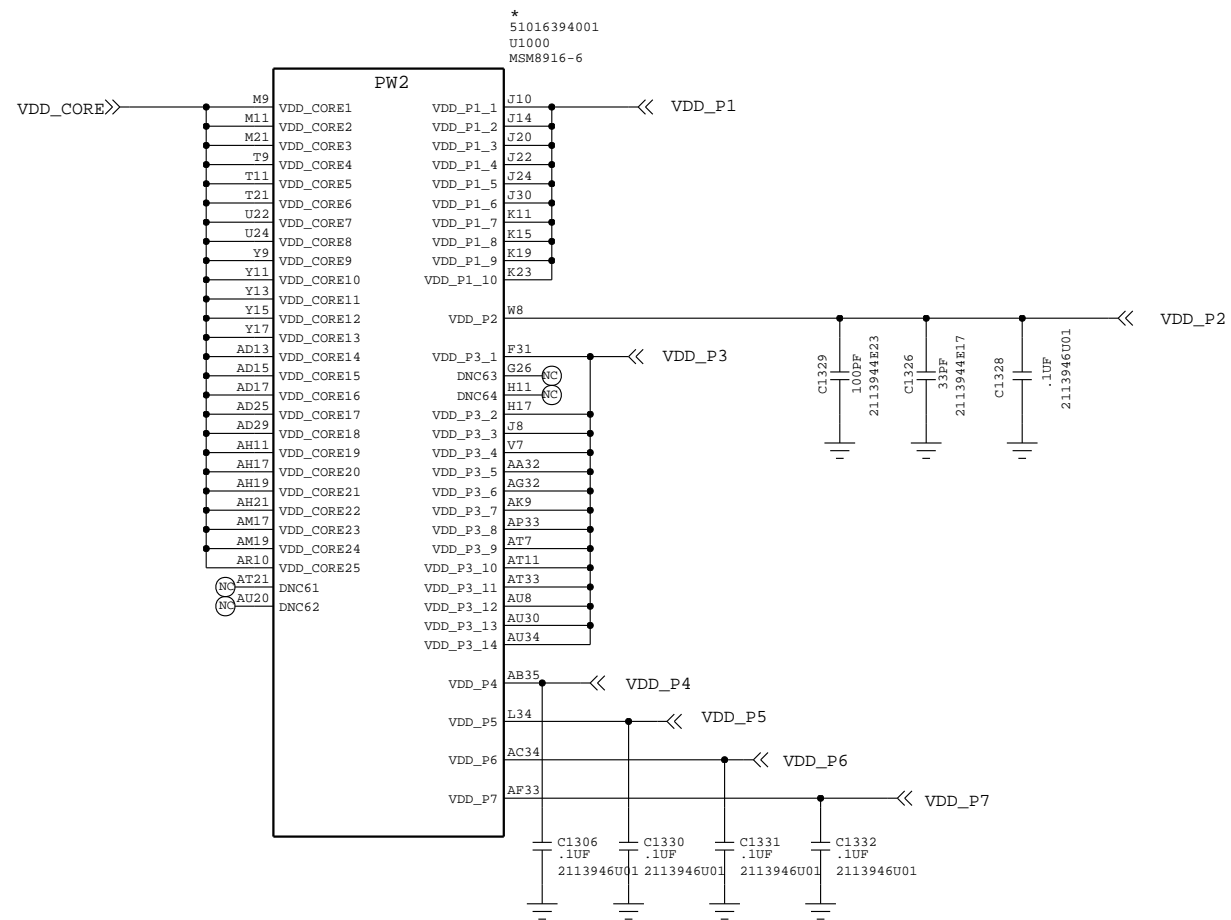 *
51016394001
U1000
MSM8916-6
PW2
VDD_CORE
M9 VDD_CORE1 VDD_P1_1 J10 VDD_P1
M11 VDD_CORE2 VDD_P1_2 J14
M21 VDD_CORE3 VDD_P1_3 J20
T9 VDD_CORE4 VDD_P1_4 J22
T11 VDD_CORE5 VDD_P1_5 J24
T21 VDD_CORE6 VDD_P1_6 J30
U22 VDD_CORE7 VDD_P1_7 K11
U24 VDD_CORE8 VDD_P1_8 K15
Y9 VDD_CORE9 VDD_P1_9 K19
Y11 VDD_CORE10 VDD_P1_10 K23
Y13 VDD_CORE11
Y15 VDD_CORE12 VDD_P2 W8 VDD_P2
Y17 VDD_CORE13
AD13 VDD_CORE14 VDD_P3_1 F31 VDD_P3
AD15 VDD_CORE15 DNC63 G26 NC
AD17 VDD_CORE16 DNC64 H11 NC
AD25 VDD_CORE17 VDD_P3_2 H17
AD29 VDD_CORE18 VDD_P3_3 J8
AH11 VDD_CORE19 VDD_P3_4 V7
AH17 VDD_CORE20 VDD_P3_5 AA32
AH19 VDD_CORE21 VDD_P3_6 AG32
AH21 VDD_CORE22 VDD_P3_7 AK9
AM17 VDD_CORE23 VDD_P3_8 AP33
AM19 VDD_CORE24 VDD_P3_9 AT7
AR10 VDD_CORE25 VDD_P3_10 AT11
NC AT21 DNC61 VDD_P3_11 AT33
NC AU20 DNC62 VDD_P3_12 AU8
VDD_P3_13 AU30
VDD_P3_14 AU34
VDD_P4 AB35 VDD_P4
VDD_P5 L34 VDD_P5
VDD_P6 AC34 VDD_P6
VDD_P7 AF33 VDD_P7
C1329
100PF
2113944E23
C1326
33PF
2113944E17
C1328
.1UF
2113946U01
C1306
.1UF
2113946U01
C1330
.1UF
2113946U01
C1331
.1UF
2113946U01
C1332
.1UF
2113946U01